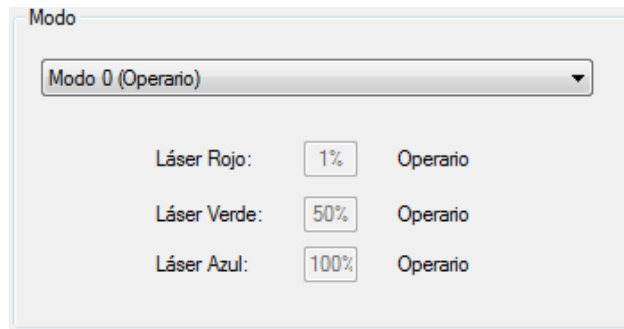 Modo
Modo 0 (Operario)
Láser Rojo: 1% Operario
Láser Verde: 50% Operario
Láser Azul: 100% Operario